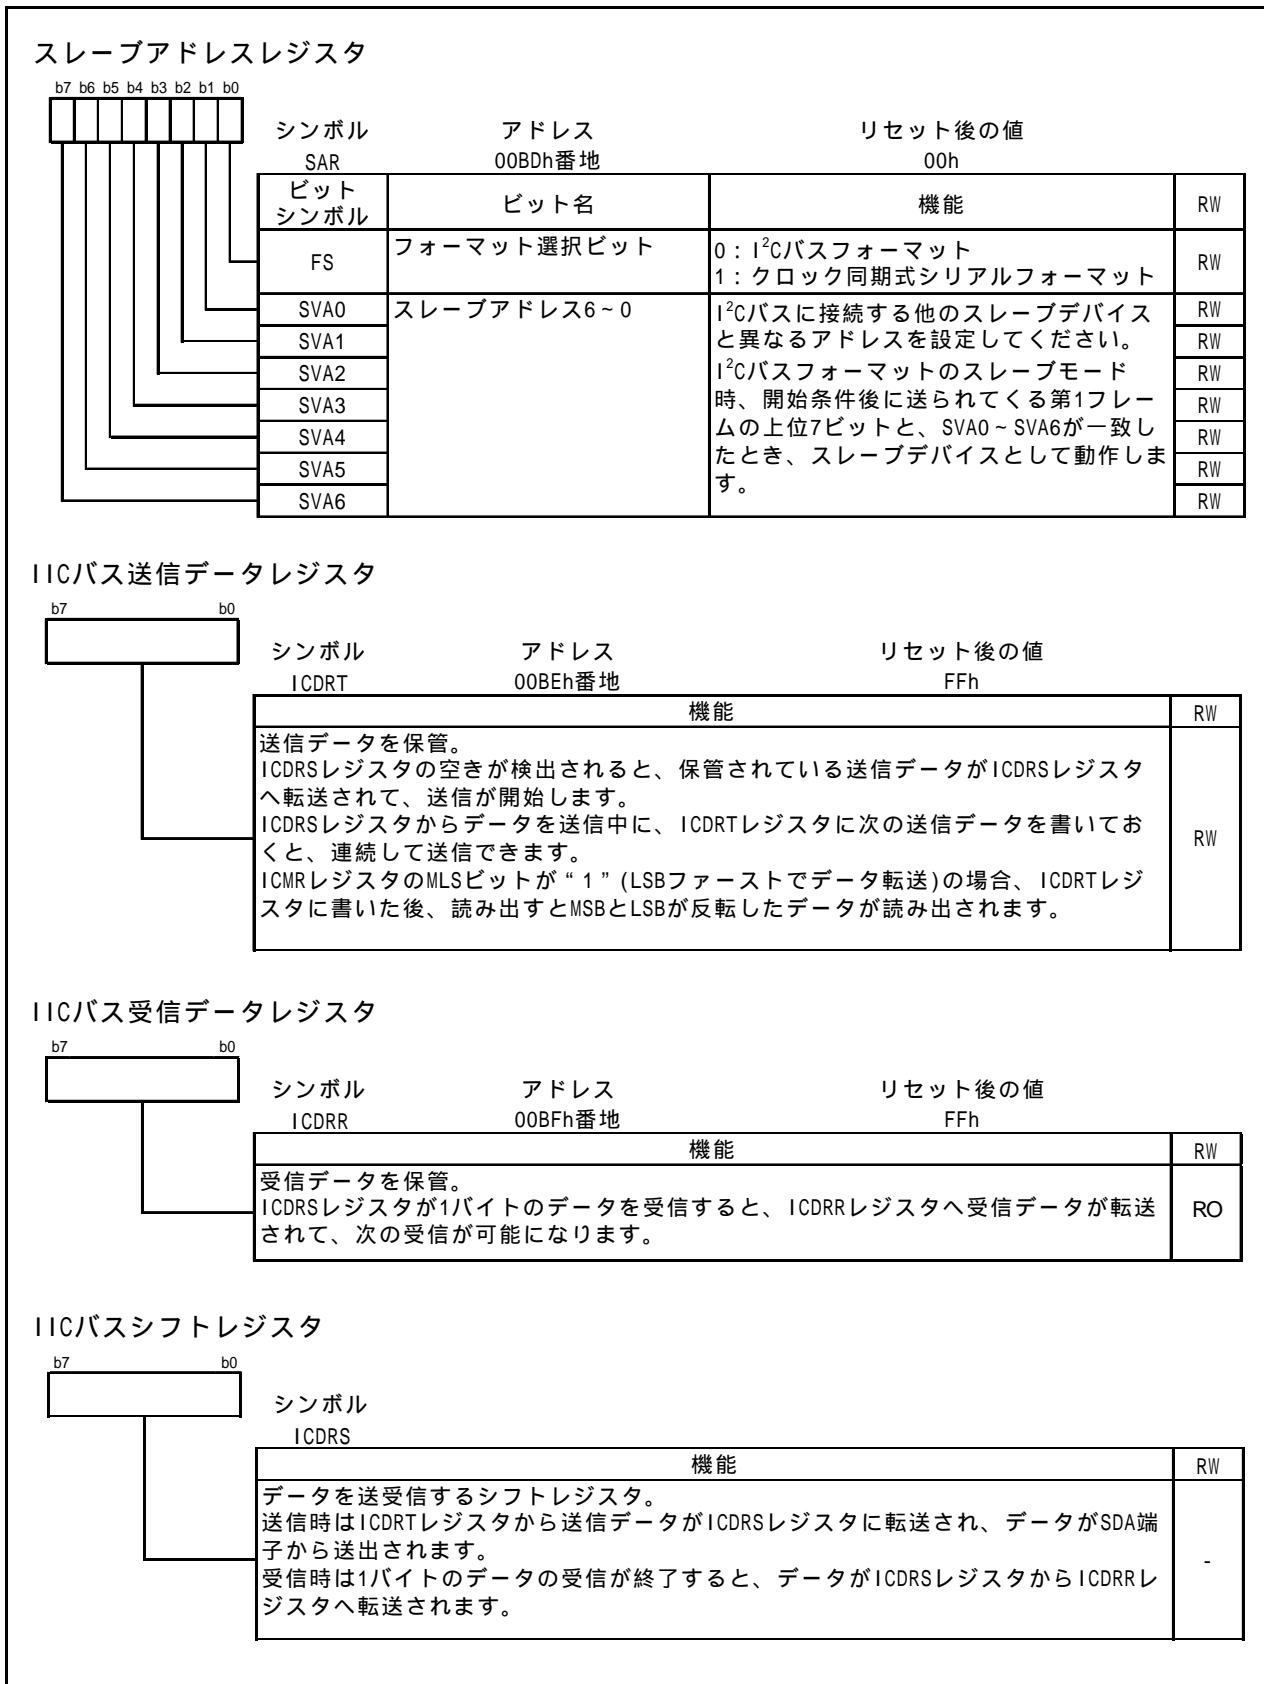 スレーブアドレスレジスタ
b7 b6 b5 b4 b3 b2 b1 b0
シンボル アドレス リセット後の値
SAR 00BDh番地 00h
ビット
シンボル ビット名 機能 RW
FS フォーマット選択ビット 0：I²Cバスフォーマット
1：クロック同期式シリアルフォーマット RW
SVA0 スレーブアドレス6～0 I²Cバスに接続する他のスレーブデバイス RW
SVA1 と異なるアドレスを設定してください。 RW
SVA2 I²Cバスフォーマットのスレーブモード RW
SVA3 時、開始条件後に送られてくる第1フレー RW
SVA4 ムの上位7ビットと、SVA0～SVA6が一致し RW
SVA5 たとき、スレーブデバイスとして動作しま RW
SVA6 す。 RW
IICバス送信データレジスタ
b7 b0
シンボル アドレス リセット後の値
ICDRT 00BEh番地 FFh
機能 RW
送信データを保管。
ICDRSレジスタの空きが検出されると、保管されている送信データがICDRSレジスタ
へ転送されて、送信が開始します。
ICDRSレジスタからデータを送信中に、ICDRTレジスタに次の送信データを書いてお
くと、連続して送信できます。 RW
ICMRレジスタのMLSビットが“1”(LSBファーストでデータ転送)の場合、ICDRTレジ
スタに書いた後、読み出すとMSBとLSBが反転したデータが読み出されます。
IICバス受信データレジスタ
b7 b0
シンボル アドレス リセット後の値
ICDRR 00BFh番地 FFh
機能 RW
受信データを保管。
ICDRSレジスタが1バイトのデータを受信すると、ICDRRレジスタへ受信データが転送 RO
されて、次の受信が可能になります。
IICバスシフトレジスタ
b7 b0
シンボル
ICDRS
機能 RW
データを送受信するシフトレジスタ。
送信時はICDRTレジスタから送信データがICDRSレジスタに転送され、データがSDA端
子から送出されます。 -
受信時は1バイトのデータの受信が終了すると、データがICDRSレジスタからICDRRレ
ジスタへ転送されます。